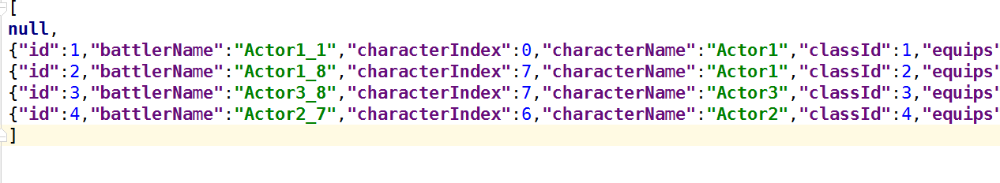 [
null,
{"id":1,"battlerName":"Actor1_1","characterIndex":0,"characterName":"Actor1","classId":1,"equips"
{"id":2,"battlerName":"Actor1_8","characterIndex":7,"characterName":"Actor1","classId":2,"equips"
{"id":3,"battlerName":"Actor3_8","characterIndex":7,"characterName":"Actor3","classId":3,"equips"
{"id":4,"battlerName":"Actor2_7","characterIndex":6,"characterName":"Actor2","classId":4,"equips"
]